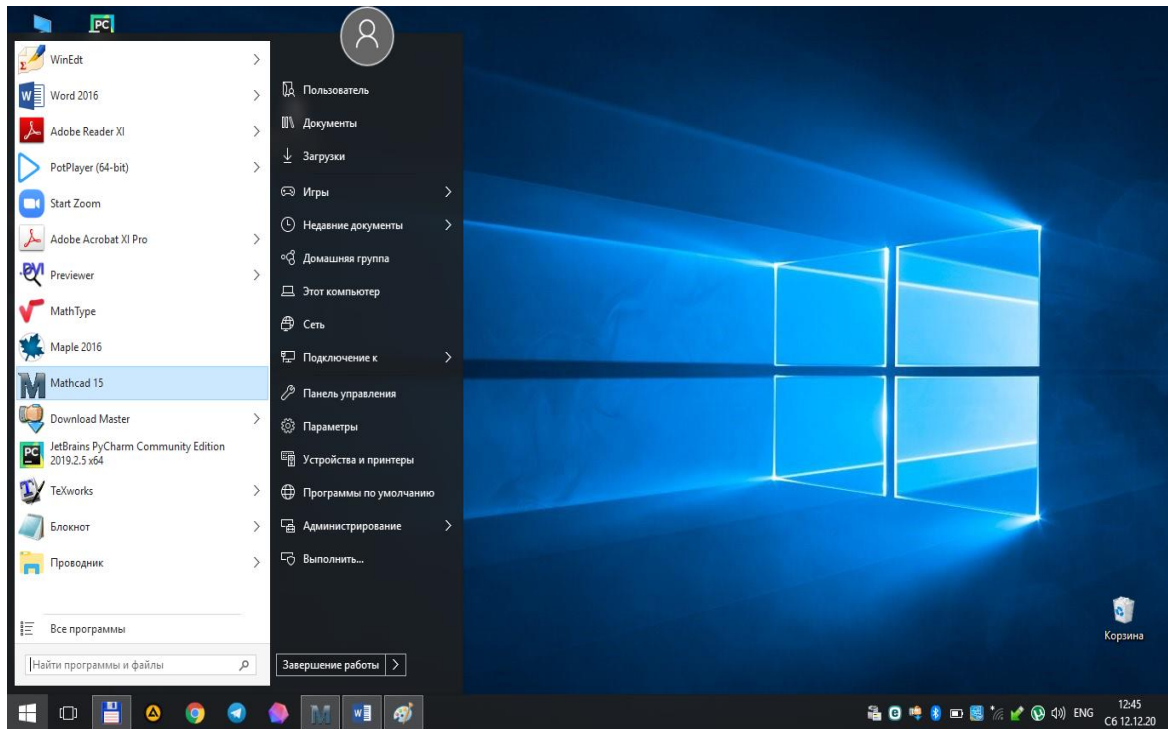 WinEdt
Word 2016
Adobe Reader XI
PotPlayer (64-bit)
Start Zoom
Adobe Acrobat XI Pro
Previewer
MathType
Maple 2016
Mathcad 15
Download Master
JetBrains PyCharm Community Edition
2019.2.5 x64
TeXworks
Блокнот
Проводник
Все программы
Найти программы и файлы
Пользователь
Документы
Загрузки
Игры
Недавние документы
Домашняя группа
Этот компьютер
Сеть
Подключение к
Панель управления
Параметры
Устройства и принтеры
Программы по умолчанию
Администрирование
Выполнить...
Завершение работы
Корзина
ENG
12:45
Сб 12.12.20